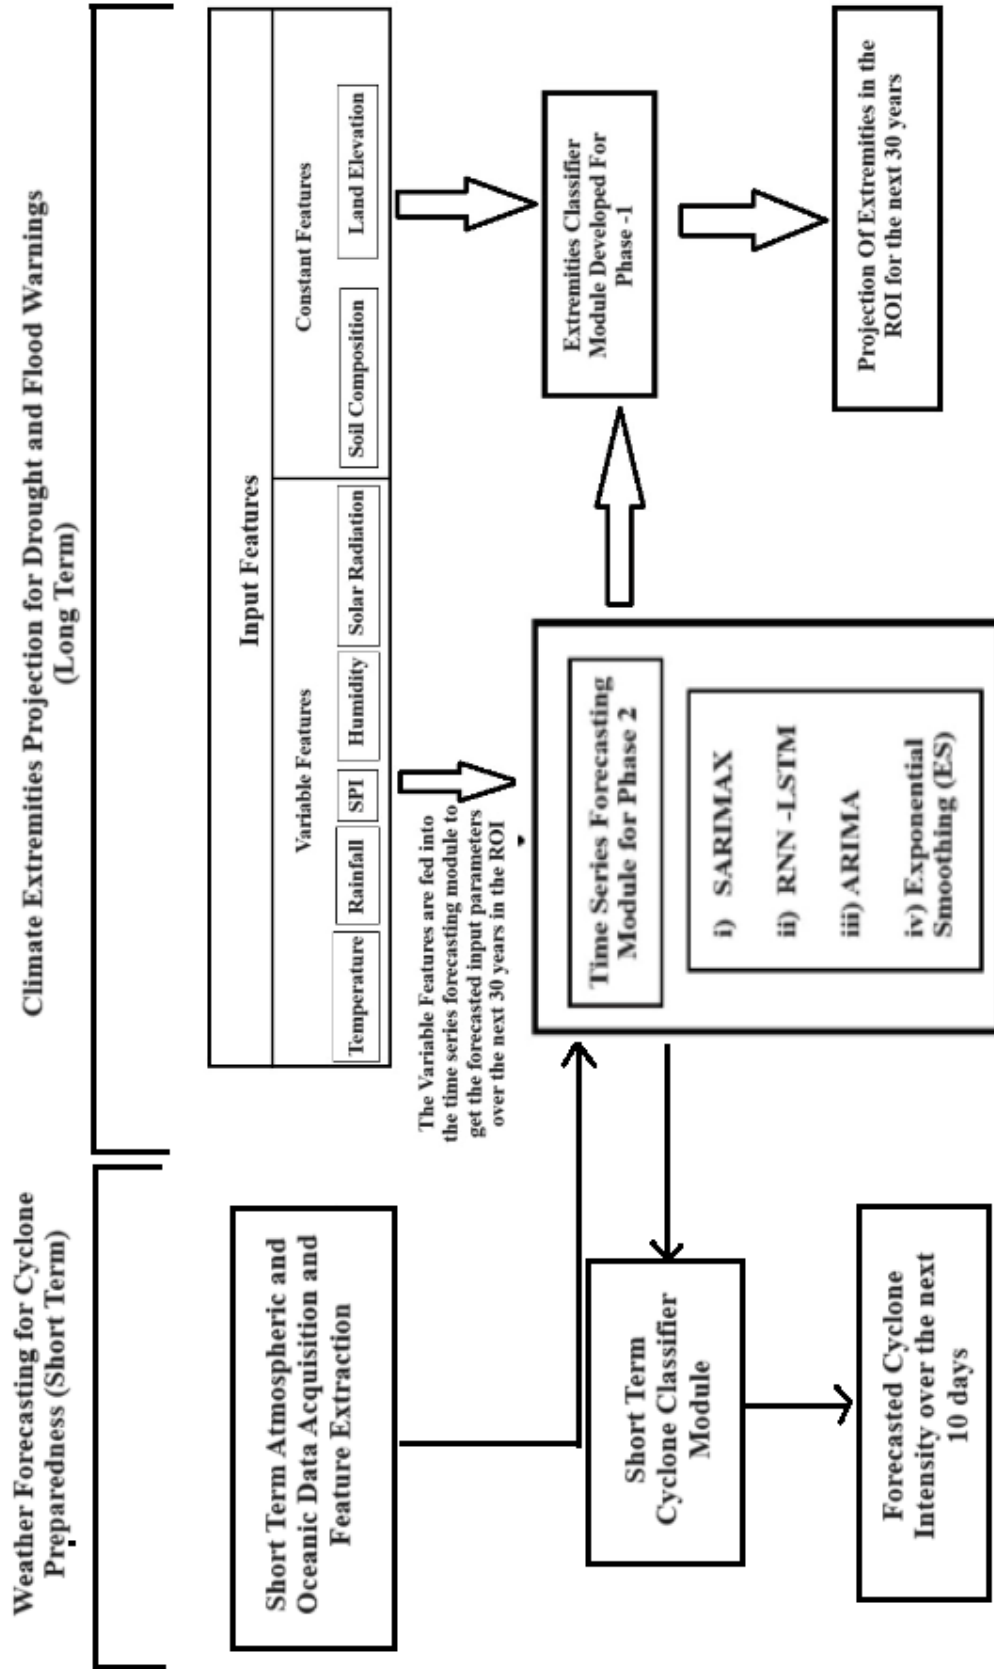 Weather Forecasting for Cyclone
Preparedness (Short Term)
Climate Extremities Projection for Drought and Flood Warnings
(Long Term)
Short Term Atmospheric and
Oceanic Data Acquisition and
Feature Extraction
Short Term
Cyclone Classifier
Module
Forecasted Cyclone
Intensity over the next
10 days
Input Features
Variable Features
Constant Features
Temperature
Rainfall
SPI
Humidity
Solar Radiation
Soil Composition
Land Elevation
The Variable Features are fed into
the time series forecasting module to
get the forecasted input parameters
over the next 30 years in the ROI
Time Series Forecasting
Module for Phase 2
i) SARIMAX
ii) RNN -LSTM
iii) ARIMA
iv) Exponential
Smoothing (ES)
Extremities Classifier
Module Developed For
Phase -1
Projection Of Extremities in the
ROI for the next 30 years